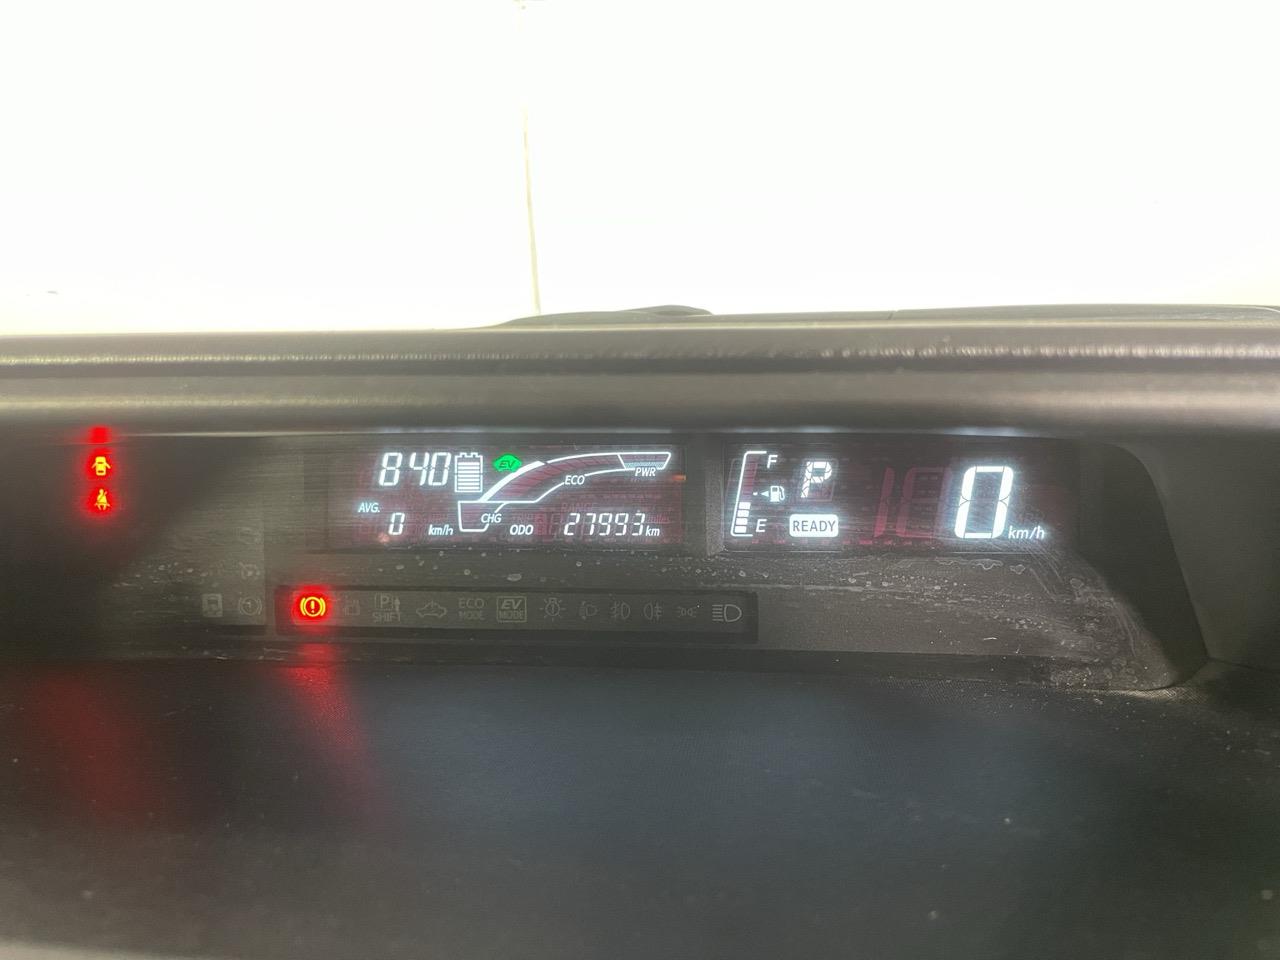 840
EV
ECO
PWR
AVG.
0 km/h
CHG
ODO 27993 km
F
P
E
READY
0 km/h
P
SHIFT
ECO
MODE
EV
MODE